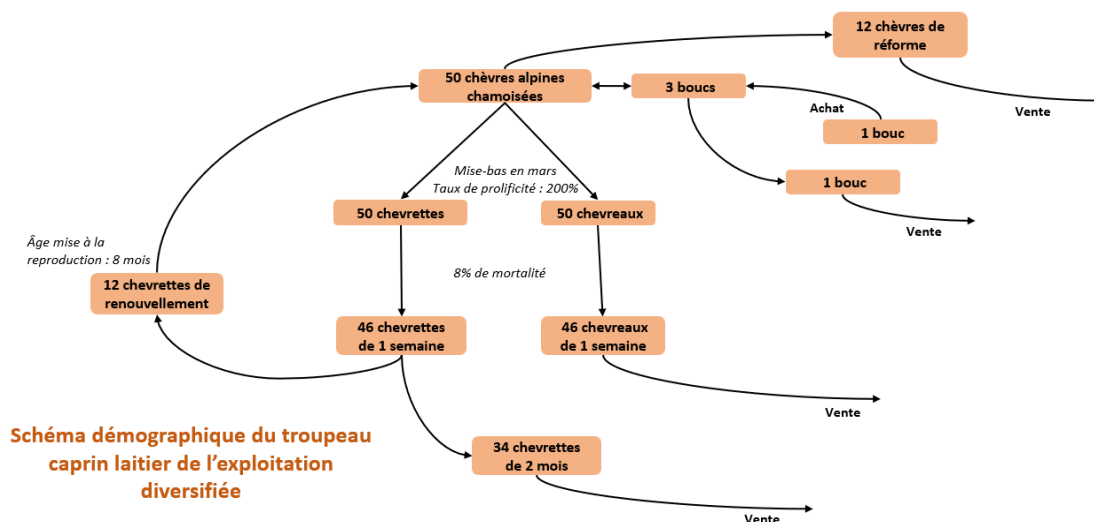 12 chèvres de
réforme
50 chèvres alpines
chamoisées
3 boucs
Achat
Vente
1 bouc
Mise-bas en mars
Taux de prolificité : 200%
1 bouc
50 chevrettes
50 chevreaux
Vente
Âge mise à la
reproduction : 8 mois
8% de mortalité
12 chevrettes de
renouvellement
46 chevrettes
de 1 semaine
46 chevreaux
de 1 semaine
Vente
Schéma démographique du troupeau
caprin laitier de l’exploitation
diversifiée
34 chevrettes
de 2 mois
Vente